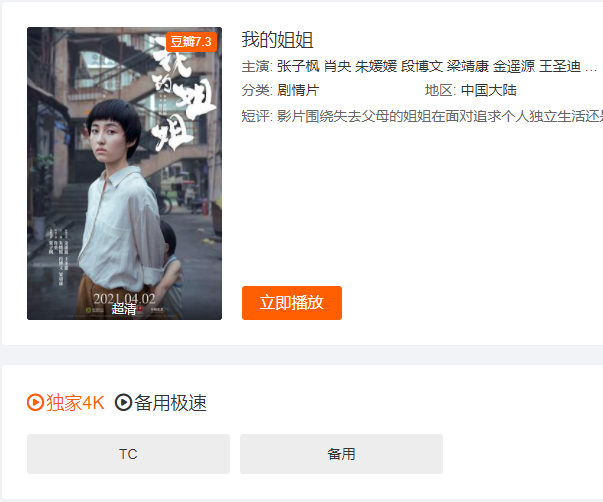 豆瓣7.3
我的姐姐
2021.04.02
超清
我的姐姐
主演: 张子枫 肖央 朱媛媛 段博文 梁靖康 金遥源 王圣迪 ...
分类: 剧情片 地区: 中国大陆
短评: 影片围绕失去父母的姐姐在面对追求个人独立生活还是
立即播放
独家4K 备用极速
TC 备用